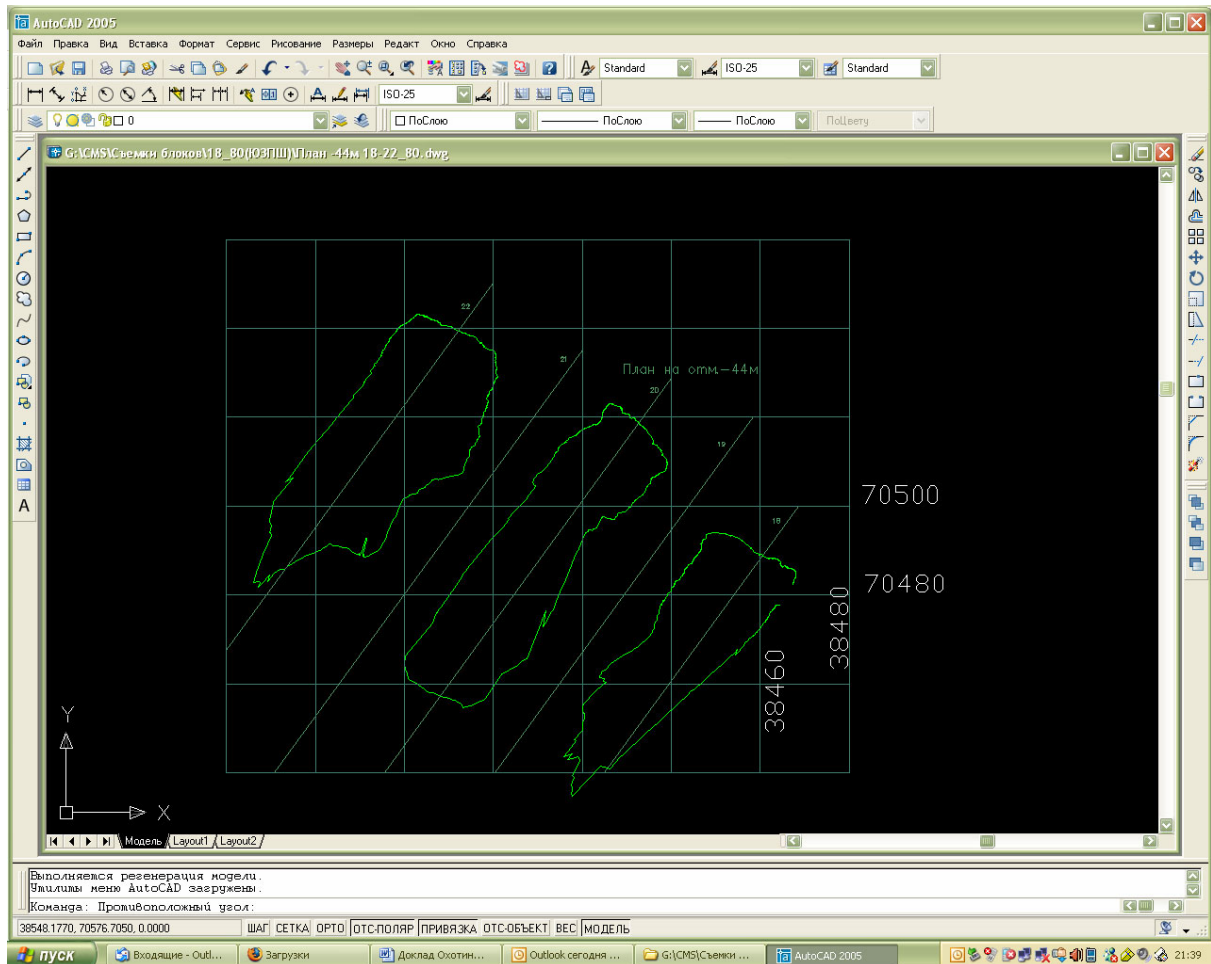 AutoCAD 2005
Файл Правка Вид Вставка Формат Сервис Рисование Размеры Редакт Окно Справка
Standard ISO-25 Standard
ISO-25
0 ПоСлою ПоСлою ПоСлою ПоЦвету
G:\CMS\Съемки блоков\18_80(ЮЗПШ)\План -44м 18-22_80.dwg
22
21
План на отм.-44м
20
19
70500
18
70480
38480
38460
Y
X
Модель Layout1 Layout2
Выполняется регенерация модели.
Утилиты меню AutoCAD загружены.
Команда: Противоположный угол:
38548.1770, 70576.7050, 0.0000 ШАГ СЕТКА ОРТО ОТС-ПОЛЯР ПРИВЯЗКА ОТС-ОБЪЕКТ ВЕС МОДЕЛЬ
пуск Входящие - Outl... Загрузки Доклад Охотин... Outlook сегодня ... G:\CMS\Съемки ... AutoCAD 2005 21:39